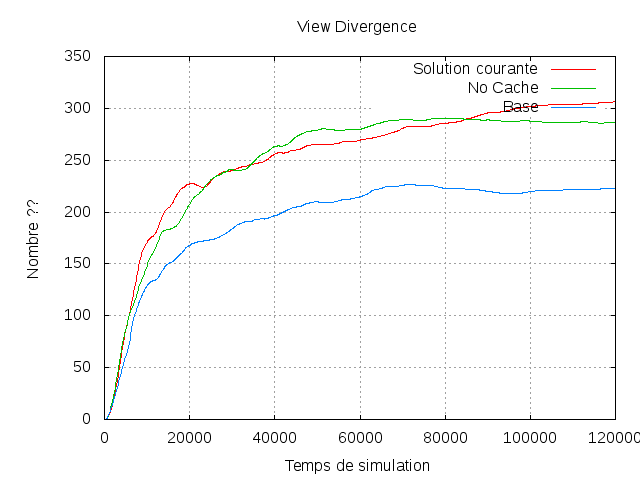 View Divergence
350
300
250
200
150
100
50
0
Nombre ??
Solution courante
No Cache
Base
0 20000 40000 60000 80000 100000 120000
Temps de simulation